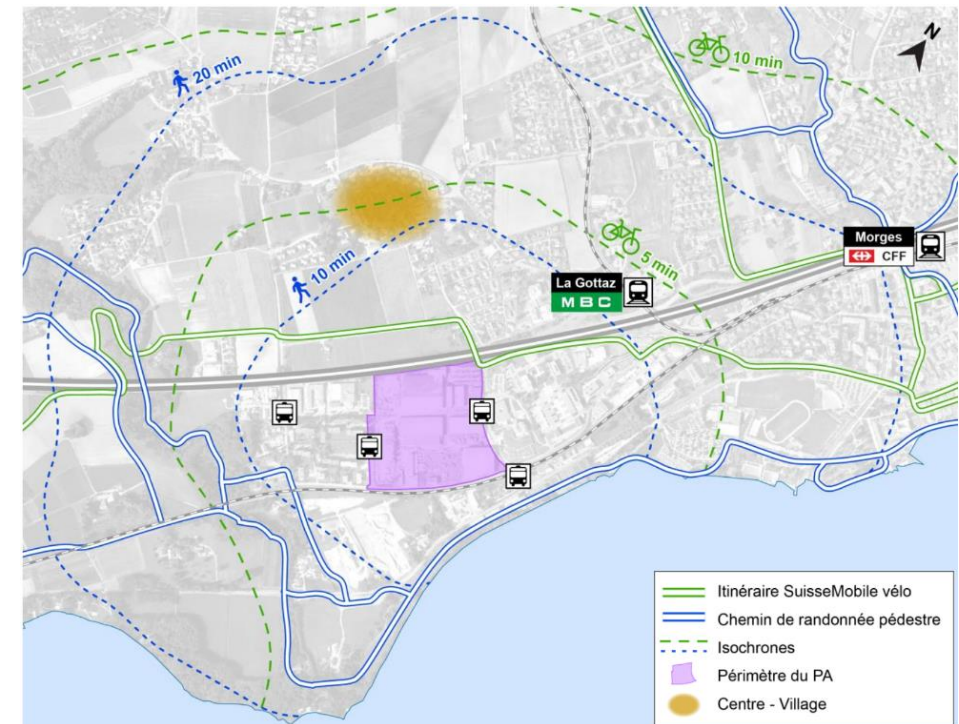 N
10 min
20 min
10 min
5 min
Morges
CFF
La Gottaz
MBC
Itinéraire SuisseMobile vélo
Chemin de randonnée pédestre
Isochrones
Périmètre du PA
Centre - Village